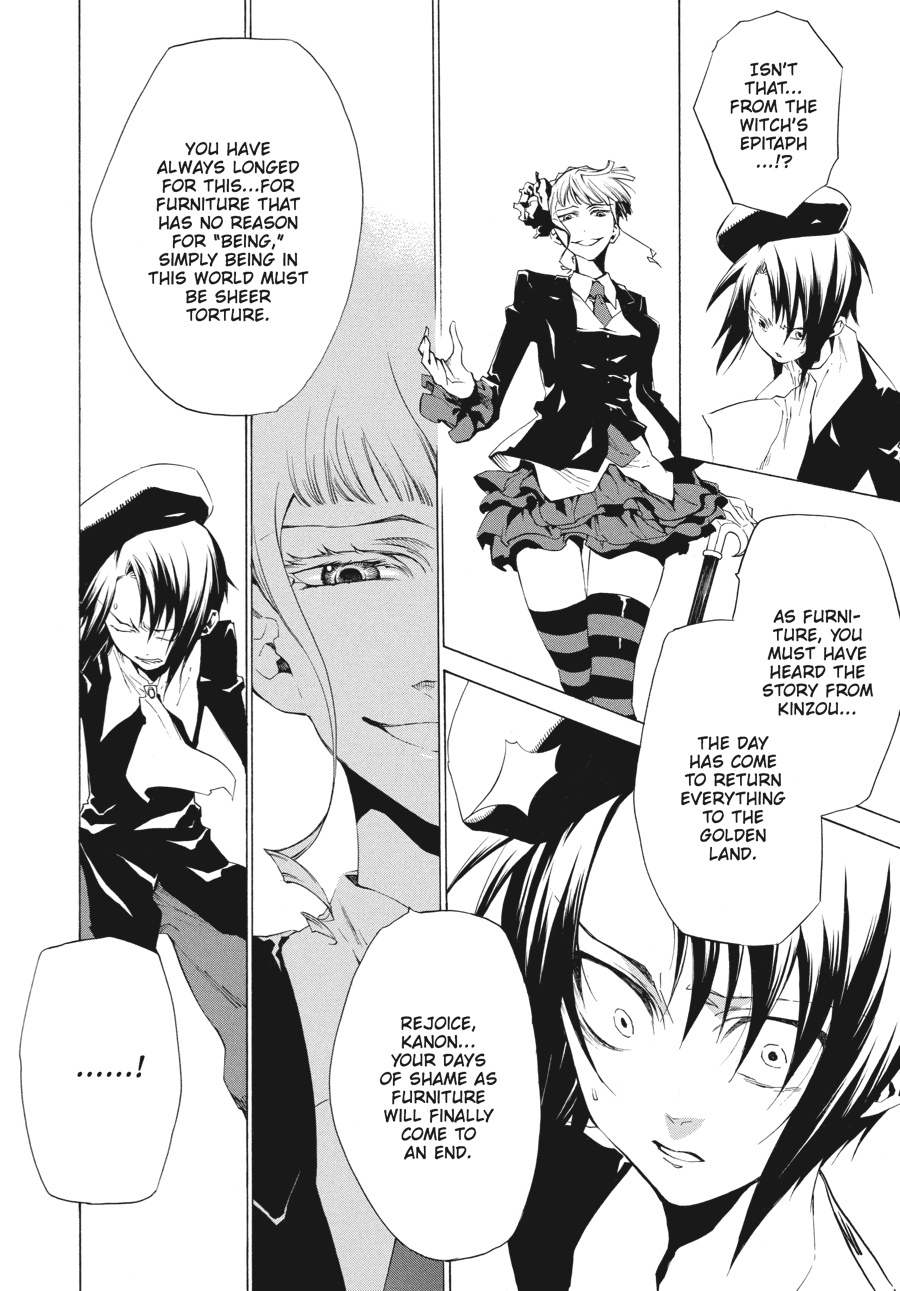 ISN'T
THAT...
FROM THE
WITCH'S
EPITAPH
...!?
AS FURNI-
TURE, YOU
MUST HAVE
HEARD THE
STORY FROM
KINZOU...
THE DAY
HAS COME
TO RETURN
EVERYTHING
TO THE
GOLDEN
LAND.
REJOICE,
KANON...
YOUR DAYS
OF SHAME AS
FURNITURE
WILL FINALLY
COME TO
AN END.
YOU HAVE
ALWAYS LONGED
FOR THIS...FOR
FURNITURE THAT
HAS NO REASON
FOR "BEING,"
SIMPLY BEING IN
THIS WORLD MUST
BE SHEER
TORTURE.
......!